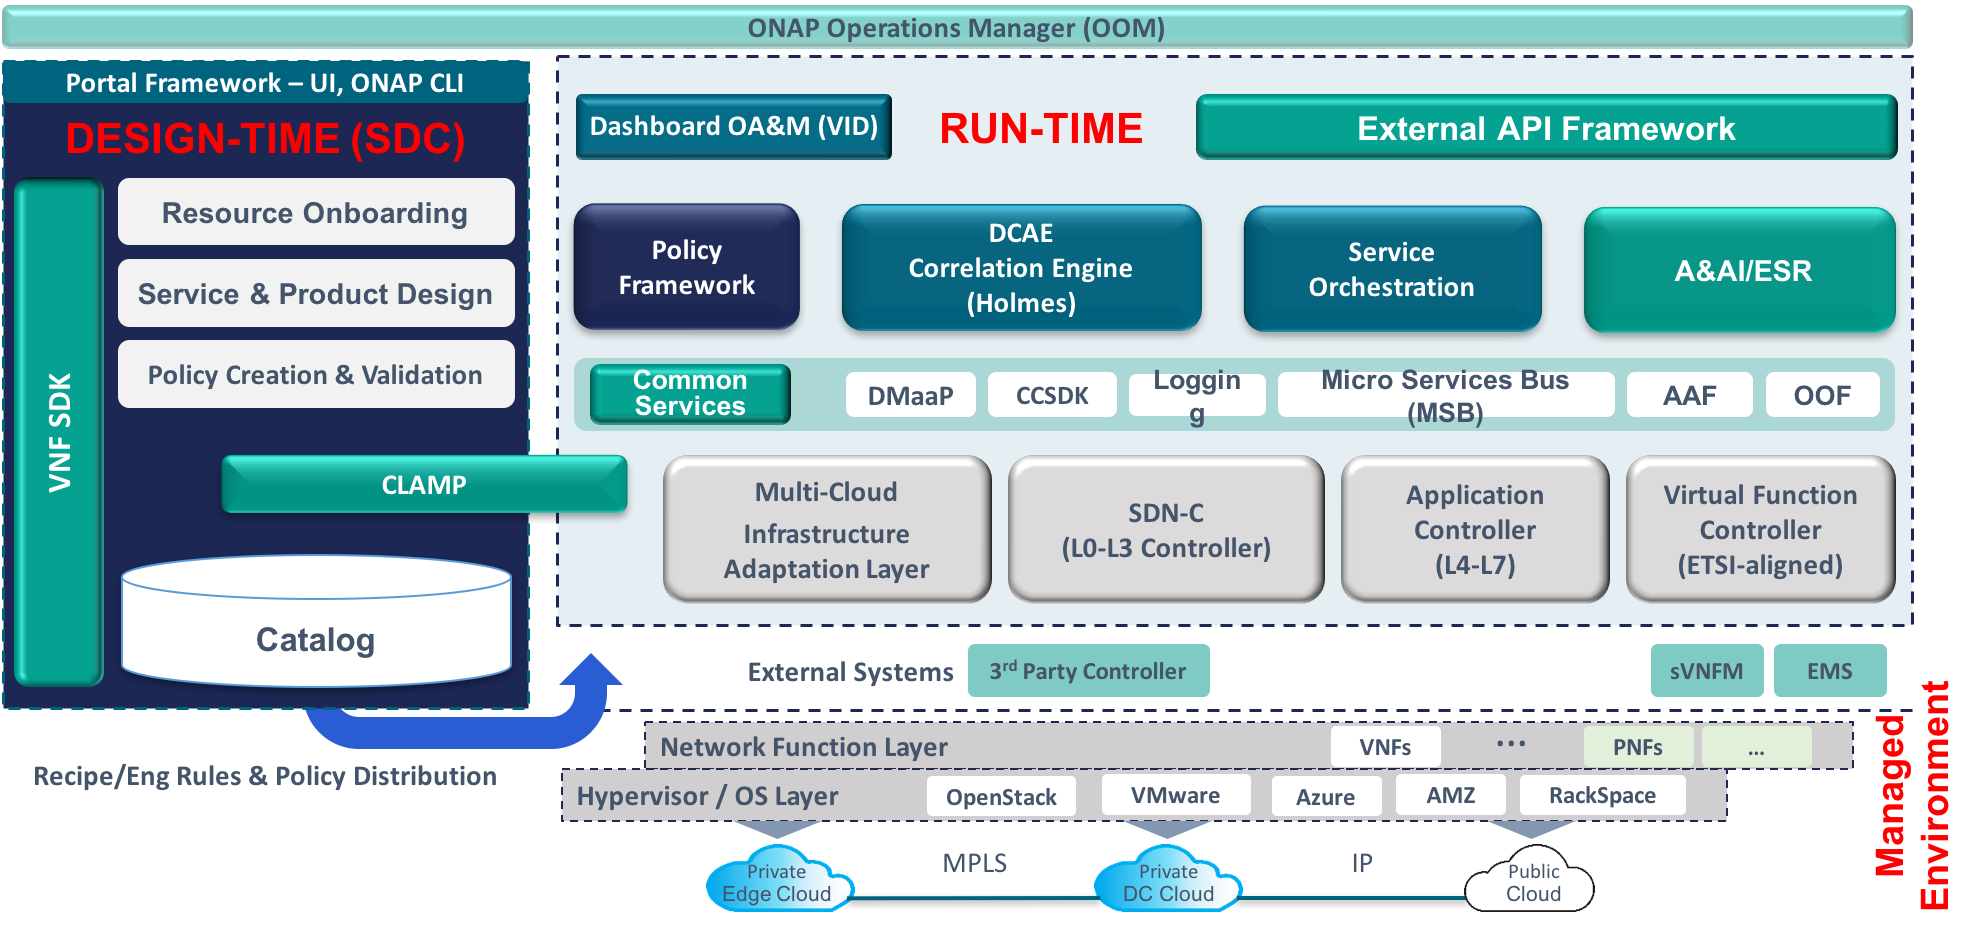 ONAP Operations Manager (OOM)
Portal Framework – UI, ONAP CLI
DESIGN-TIME (SDC)
VNF SDK
Resource Onboarding
Service & Product Design
Policy Creation & Validation
CLAMP
Catalog
Recipe/Eng Rules & Policy Distribution
Dashboard OA&M (VID)
RUN-TIME
External API Framework
Policy
Framework
DCAE
Correlation Engine
(Holmes)
Service
Orchestration
A&AI/ESR
Common
Services
DMaaP
CCSDK
Loggin
g
Micro Services Bus
(MSB)
AAF
OOF
Multi-Cloud
Infrastructure
Adaptation Layer
SDN-C
(L0-L3 Controller)
Application
Controller
(L4-L7)
Virtual Function
Controller
(ETSI-aligned)
External Systems
3rd Party Controller
sVNFM
EMS
Managed
Environment
Network Function Layer
VNFs
...
PNFs
...
Hypervisor / OS Layer
OpenStack
VMware
Azure
AMZ
RackSpace
Private
Edge Cloud
MPLS
Private
DC Cloud
IP
Public
Cloud